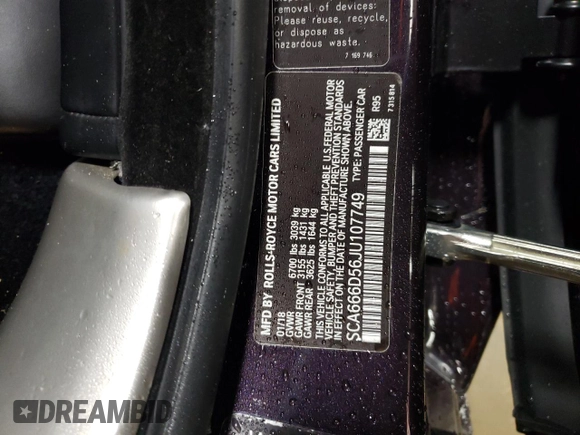 removal of devices:
Please reuse, recycle,
or dispose as
hazardous waste.
7 169 746
MFD BY ROLLS-ROYCE MOTOR CARS LIMITED
01/18
GVWR 6700 lbs 3039 kg
GAWR FRONT 3155 lbs 1431 kg
GAWR REAR - 3625 lbs 1644 kg
THIS VEHICLE CONFORMS TO ALL APPLICABLE U.S.FEDERAL MOTOR
VEHICLE SAFETY, BUMPER AND THEFT PREVENTION STANDARDS
IN EFFECT ON THE DATE OF MANUFACTURE SHOWN ABOVE.
SCA666D56JU107749 TYPE: PASSENGER CAR
R95
7 315 814
DREAMBID